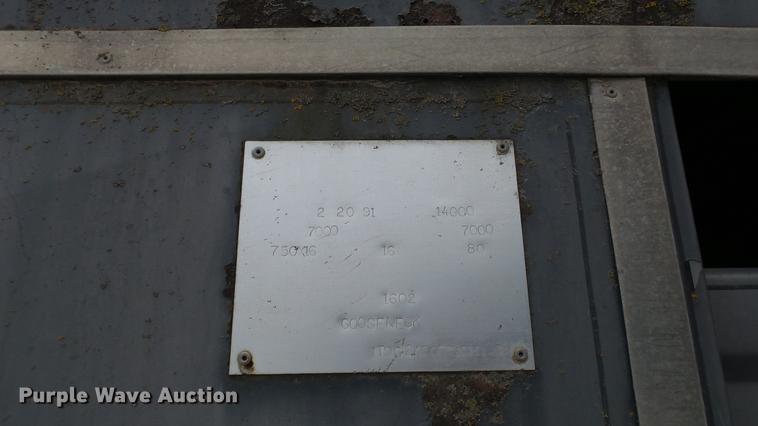 2 20 91 14000
7000 7000
750X16 16 80
1602
GOOSENECK
Purple Wave Auction